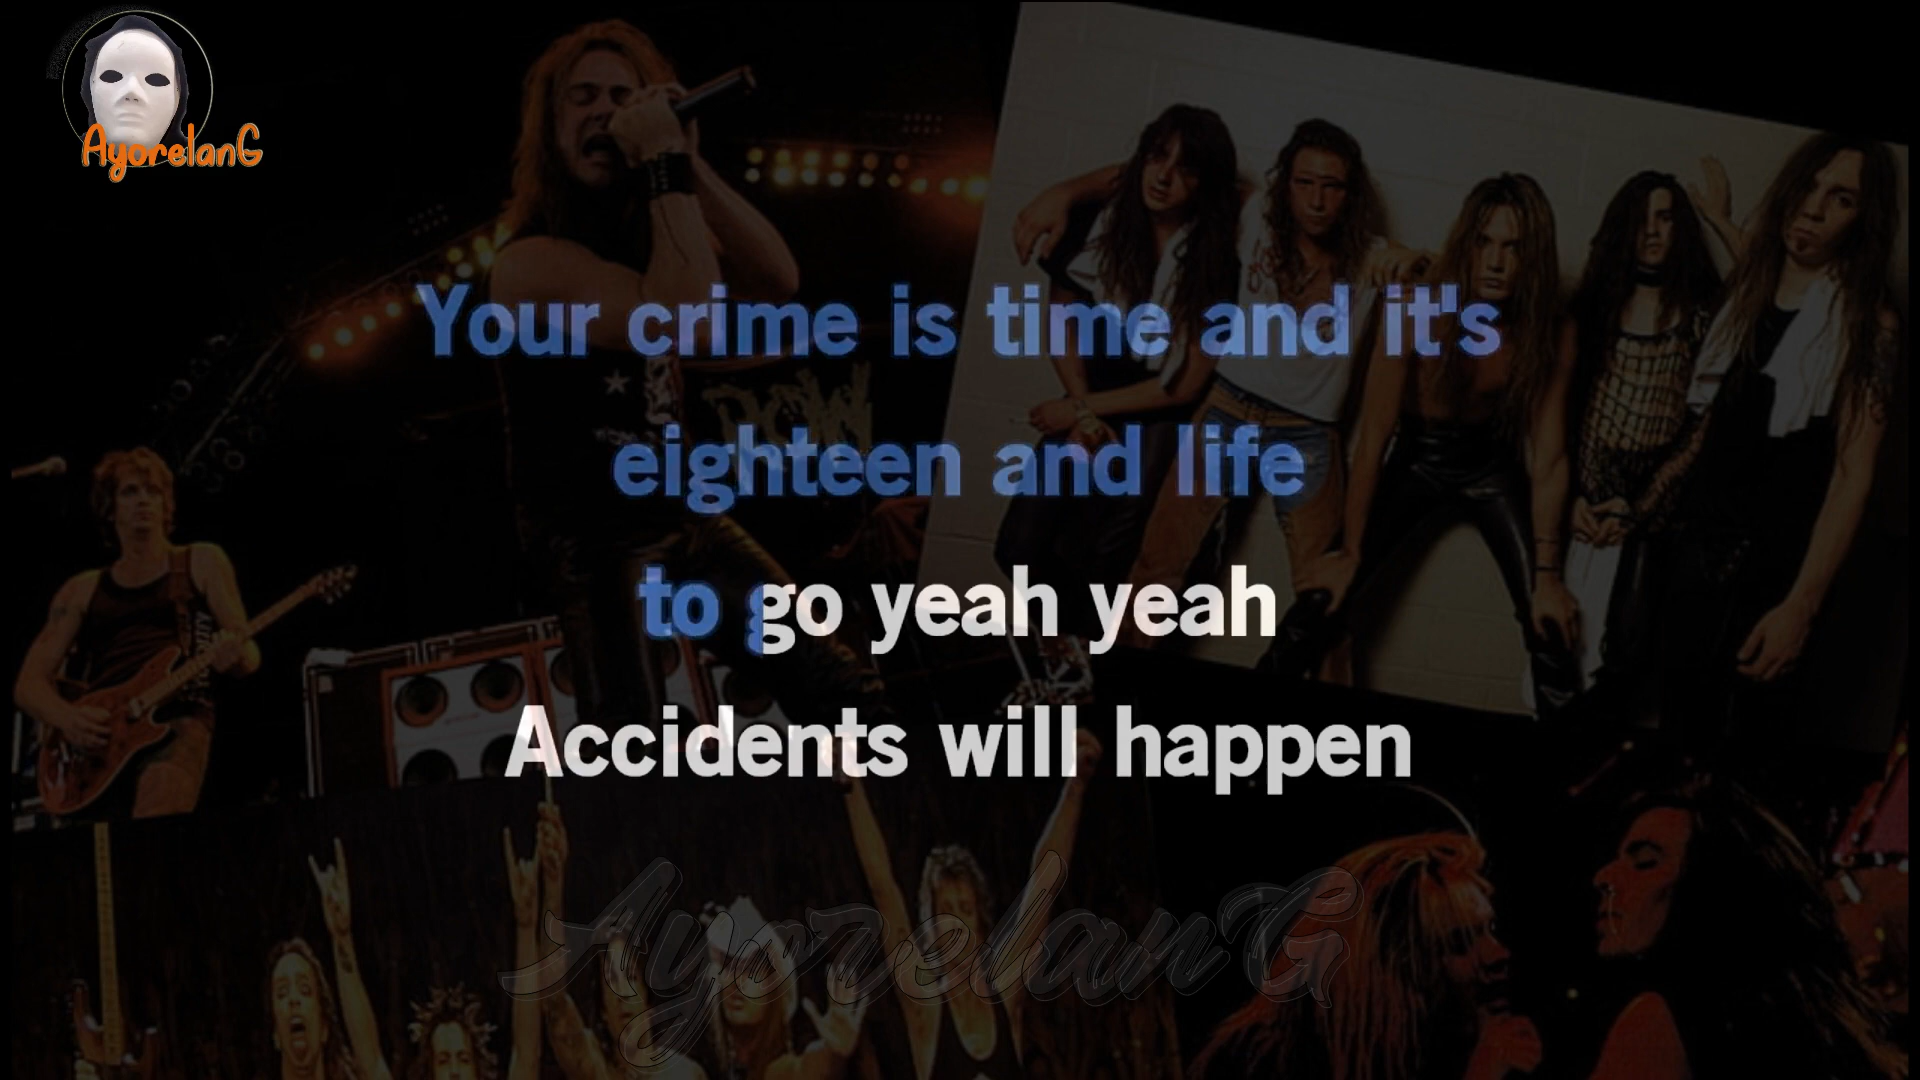 AyorelanG
Your crime is time and it's
eighteen and life
to go yeah yeah
Accidents will happen
AyorelanG